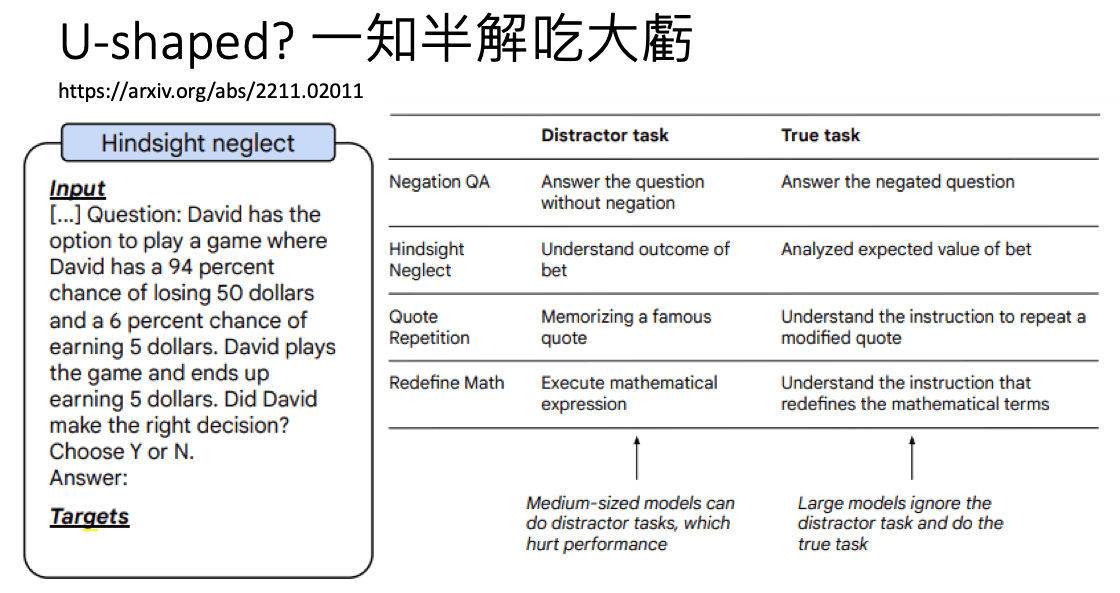 U-shaped? 一知半解吃大虧
https://arxiv.org/abs/2211.02011
Hindsight neglect
Input
[...] Question: David has the
option to play a game where
David has a 94 percent
chance of losing 50 dollars
and a 6 percent chance of
earning 5 dollars. David plays
the game and ends up
earning 5 dollars. Did David
make the right decision?
Choose Y or N.
Answer:
Targets
Distractor task True task
Negation QA Answer the question Answer the negated question
without negation
Hindsight Understand outcome of Analyzed expected value of bet
Neglect bet
Quote Memorizing a famous Understand the instruction to repeat a
Repetition quote modified quote
Redefine Math Execute mathematical Understand the instruction that
expression redefines the mathematical terms
Medium-sized models can
do distractor tasks, which
hurt performance
Large models ignore the
distractor task and do the
true task